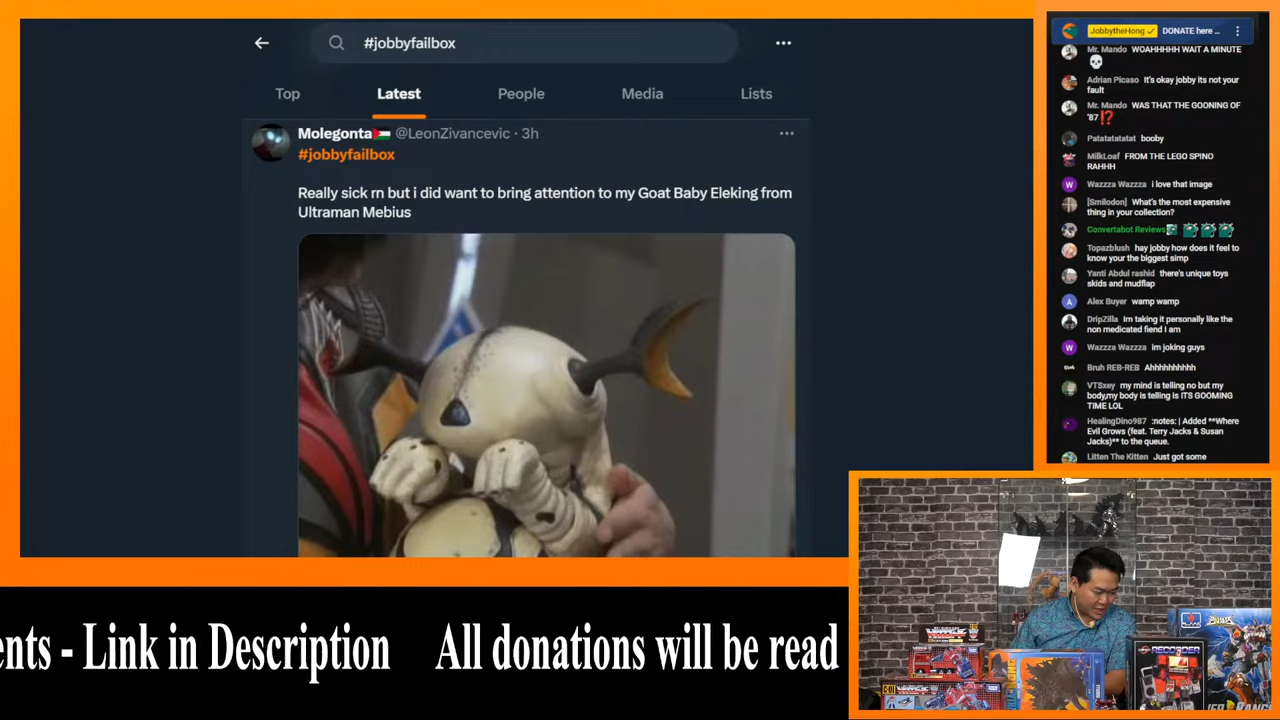 #jobbyfailbox
Top
Latest
People
Media
Lists
Molegonta🇵🇸 @LeonZivancevic · 3h
#jobbyfailbox
Really sick rn but i did want to bring attention to my Goat Baby Eleking from
Ultraman Mebius
JobbytheHong ✓ DONATE here ...
Mr. Mando WOAHHHHH WAIT A MINUTE
💀
Adrian Picaso It's okay jobby its not your
fault
Mr. Mando WAS THAT THE GOONING OF
'87 ⁉️
Patatatatatat booby
MilkLoaf FROM THE LEGO SPINO
RAHHH
Wazzza Wazzza i love that image
[Smilodon] What's the most expensive
thing in your collection?
Convertabot Reviews
Topazblush hay jobby how does it feel to
know your the biggest simp
Yanti Abdul rashid there's unique toys
skids and mudflap
Alex Buyer wamp wamp
DripZilla Im taking it personally like the
non medicated fiend I am
Wazzza Wazzza im joking guys
Bruh REB-REB Ahhhhhhhhhh
VTSxey my mind is telling no but my
body,my body is telling is ITS GOOMING
TIME LOL
HealingDino987 :notes: | Added **Where
Evil Grows (feat. Terry Jacks & Susan
Jacks)** to the queue.
Litten The Kitten Just got some
RECORDER
ents - Link in Description All donations will be read